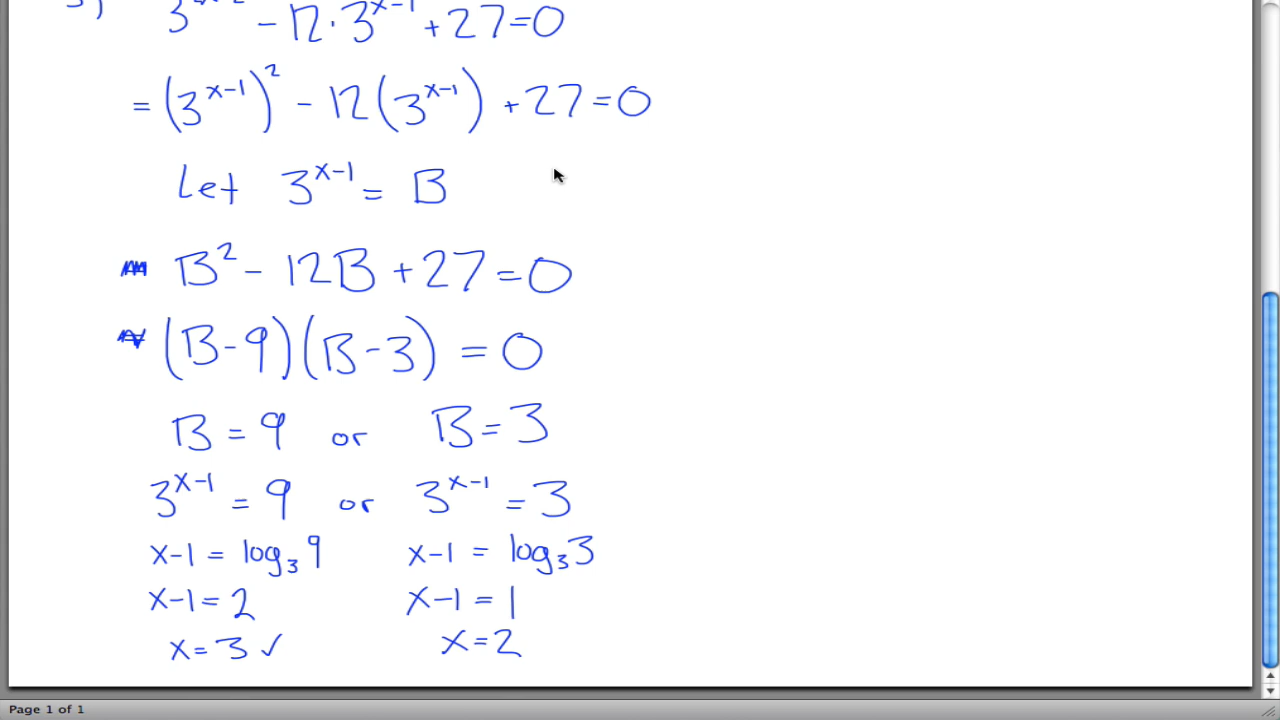 3^{2x-2} - 12·3^{x-1} + 27 = 0
= (3^{x-1})^2 - 12(3^{x-1}) + 27 = 0
Let 3^{x-1} = B
B^2 - 12B + 27 = 0
(B-9)(B-3) = 0
B = 9 or B = 3
3^{x-1} = 9 or 3^{x-1} = 3
x-1 = log_3 9 x-1 = log_3 3
x-1 = 2 x-1 = 1
x = 3 ✓ x = 2
Page 1 of 1